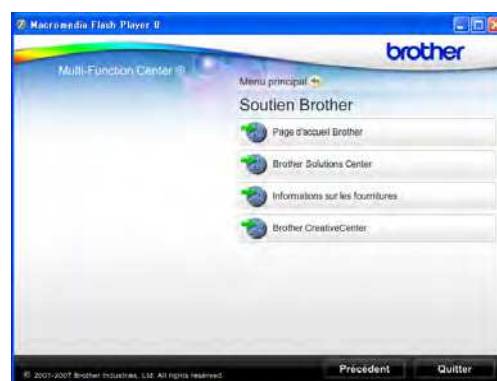 Macromedia Flash Player 8
brother
Multi-Function Center ®
Menu principal
Soutien Brother
Page d'accueil Brother
Brother Solutions Center
Informations sur les fournitures
Brother CreativeCenter
© 2001-2007 Brother Industries, Ltd. All rights reserved.
Précédent
Quitter